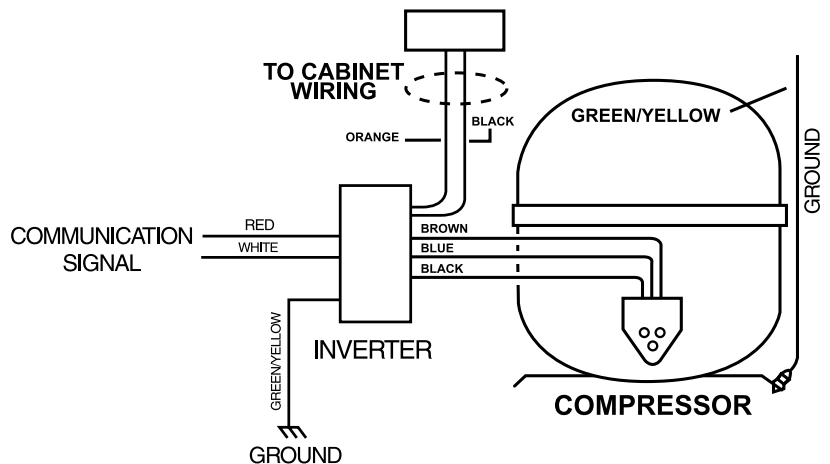 TO CABINET
WIRING
ORANGE
BLACK
GREEN/YELLOW
GROUND
COMMUNICATION
SIGNAL
RED
WHITE
BROWN
BLUE
BLACK
GREEN/YELLOW
INVERTER
GROUND
COMPRESSOR